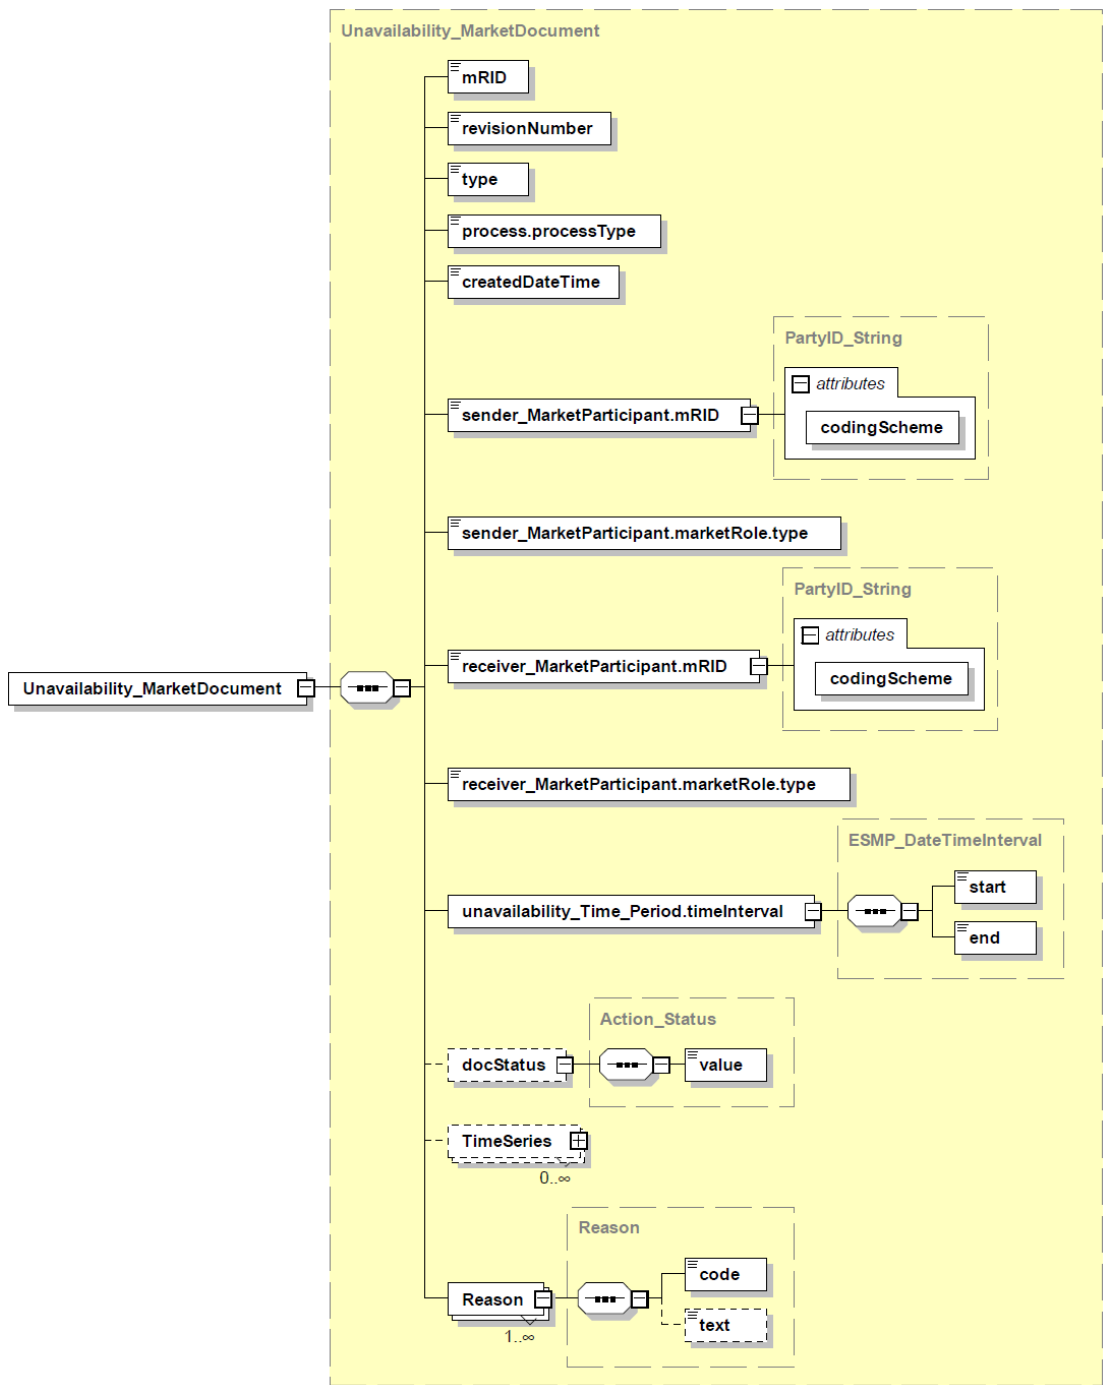 Unavailability_MarketDocument
mRID
revisionNumber
type
process.processType
createdDateTime
PartyID_String
attributes
sender_MarketParticipant.mRID
codingScheme
sender_MarketParticipant.marketRole.type
PartyID_String
attributes
receiver_MarketParticipant.mRID
codingScheme
Unavailability_MarketDocument
receiver_MarketParticipant.marketRole.type
ESMP_DateTimeInterval
start
unavailability_Time_Period.timeInterval
end
Action_Status
docStatus
value
TimeSeries
0..∞
Reason
code
Reason
text
1..∞